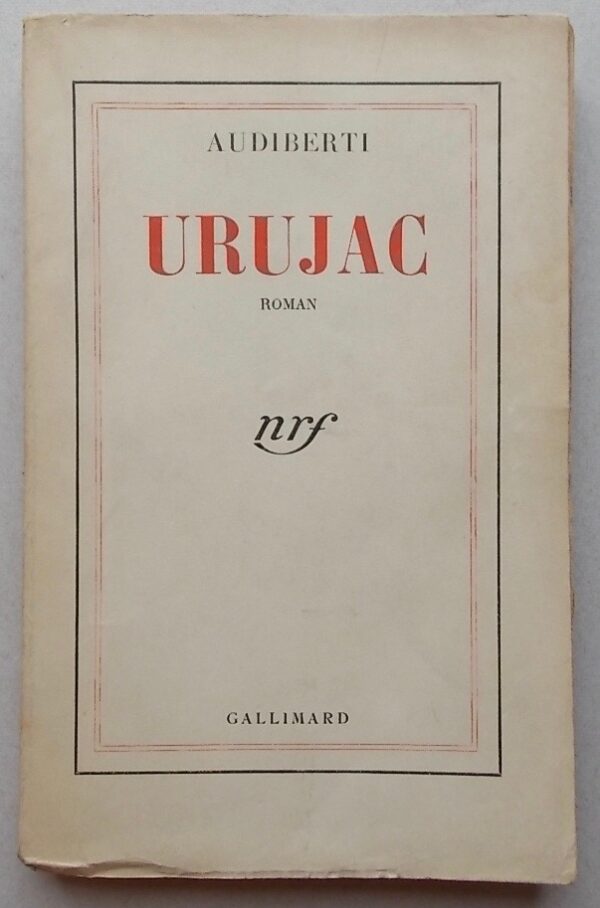 AUDIBERTI
URUJAC
ROMAN
nrf
GALLIMARD